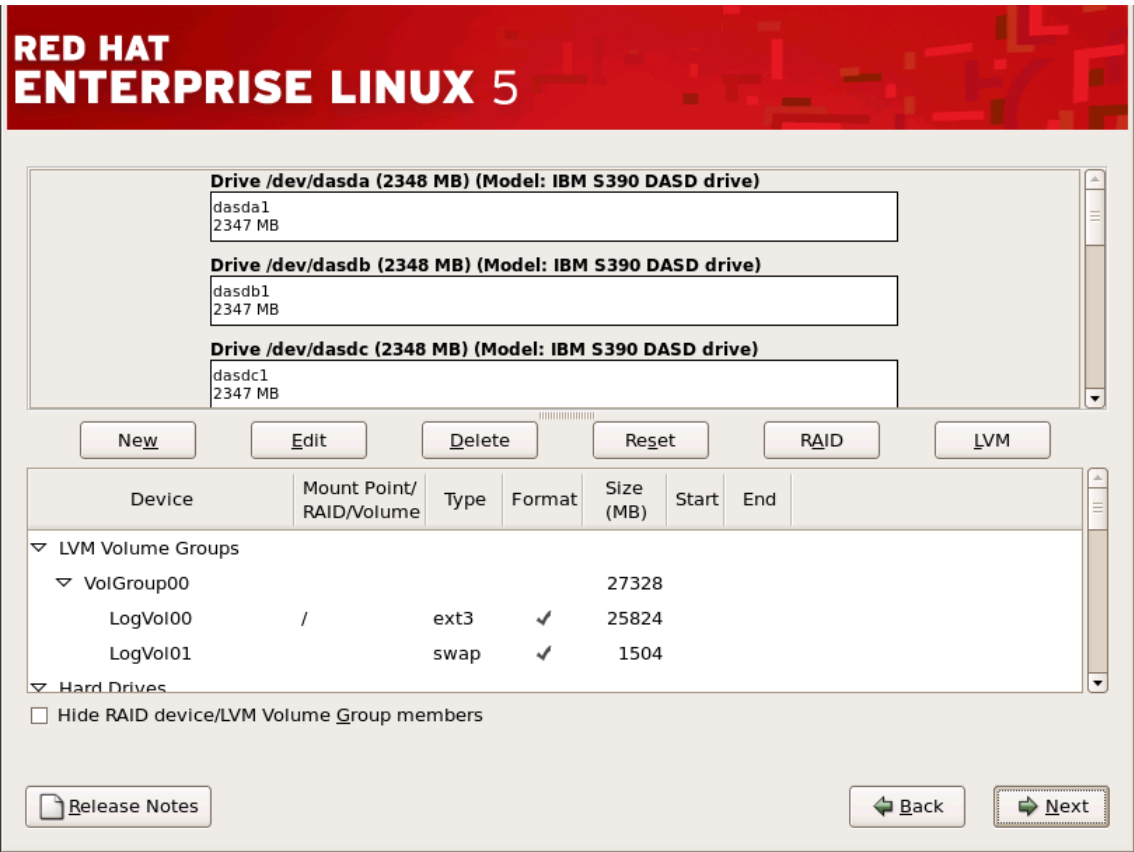 RED HAT
ENTERPRISE LINUX 5
Drive /dev/dasda (2348 MB) (Model: IBM S390 DASD drive)
dasda1
2347 MB
Drive /dev/dasdb (2348 MB) (Model: IBM S390 DASD drive)
dasdb1
2347 MB
Drive /dev/dasdc (2348 MB) (Model: IBM S390 DASD drive)
dasdc1
2347 MB
New Edit Delete Reset RAID LVM
Device Mount Point/ RAID/Volume Type Format Size (MB) Start End
LVM Volume Groups
VolGroup00 27328
LogVol00 / ext3 ✓ 25824
LogVol01 swap ✓ 1504
Hard Drives
Hide RAID device/LVM Volume Group members
Release Notes Back Next